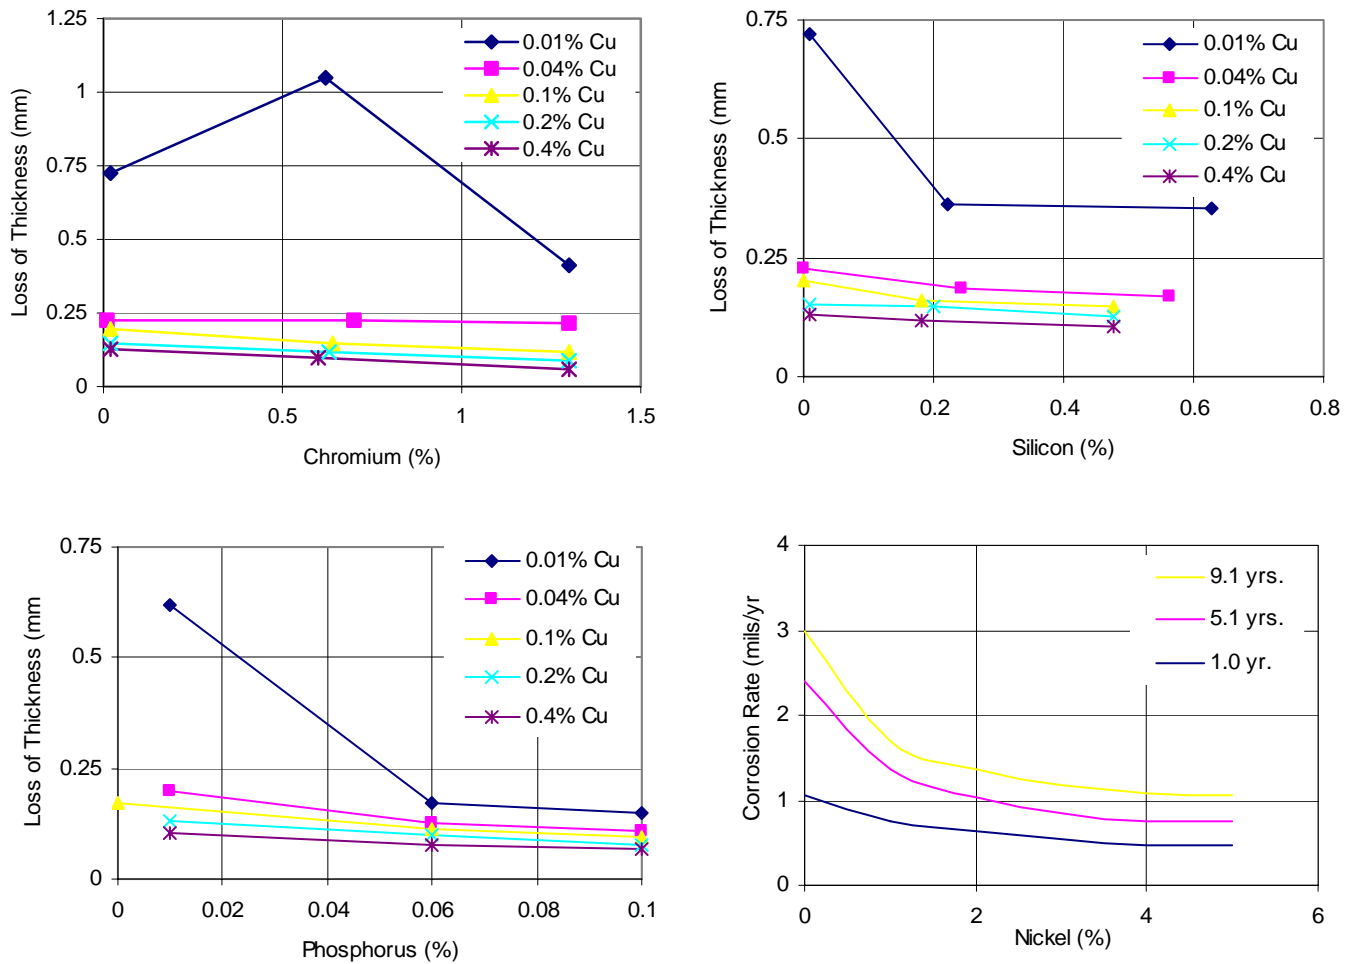 1.25
1
0.75
0.5
0.25
0
Loss of Thickness (mm)
0.01% Cu
0.04% Cu
0.1% Cu
0.2% Cu
0.4% Cu
0
0.5
1
1.5
Chromium (%)
0.75
0.5
0.25
0
Loss of Thickness (mm
0.01% Cu
0.04% Cu
0.1% Cu
0.2% Cu
0.4% Cu
0
0.2
0.4
0.6
0.8
Silicon (%)
0.75
0.5
0.25
0
Loss of Thickness (mm
0.01% Cu
0.04% Cu
0.1% Cu
0.2% Cu
0.4% Cu
0
0.02
0.04
0.06
0.08
0.1
Phosphorus (%)
4
3
2
1
0
Corrosion Rate (mils/yr
9.1 yrs.
5.1 yrs.
1.0 yr.
0
2
4
6
Nickel (%)